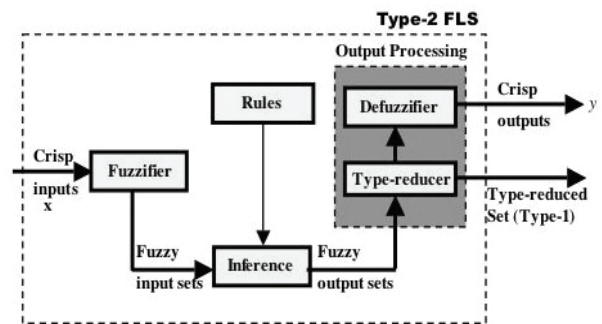 Type-2 FLS
Output Processing
Rules
Defuzzifier
Crisp
outputs
y
Crisp
inputs
x
Fuzzifier
Type-reducer
Type-reduced
Set (Type-1)
Fuzzy
input sets
Inference
Fuzzy
output sets